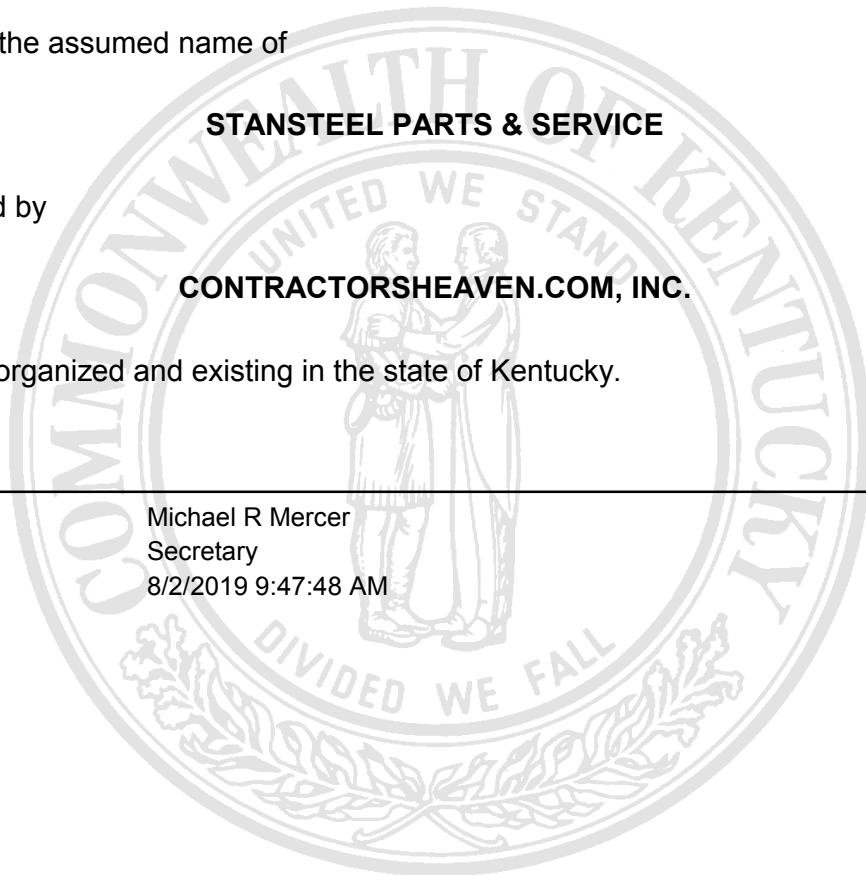 the assumed name of
STANSTEEL PARTS & SERVICE
d by
CONTRACTORSHEAVEN.COM, INC.
organized and existing in the state of Kentucky.
Michael R Mercer
Secretary
8/2/2019 9:47:48 AM
COMMONWEALTH OF KENTUCKY
UNITED WE STAND
DIVIDED WE FALL